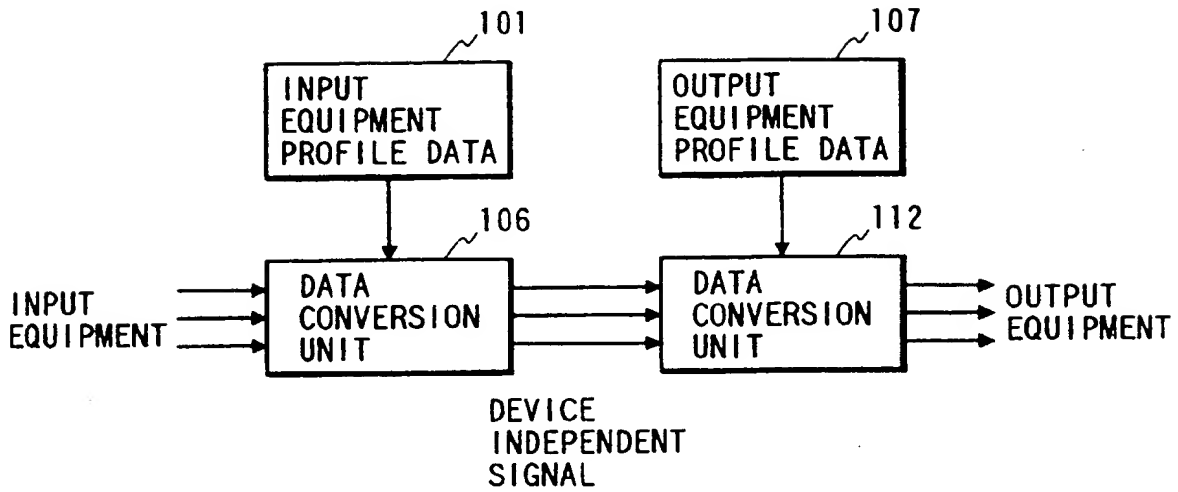 101
INPUT
EQUIPMENT
PROFILE DATA
107
OUTPUT
EQUIPMENT
PROFILE DATA
106
DATA
CONVERSION
UNIT
112
DATA
CONVERSION
UNIT
INPUT
EQUIPMENT
OUTPUT
EQUIPMENT
DEVICE
INDEPENDENT
SIGNAL